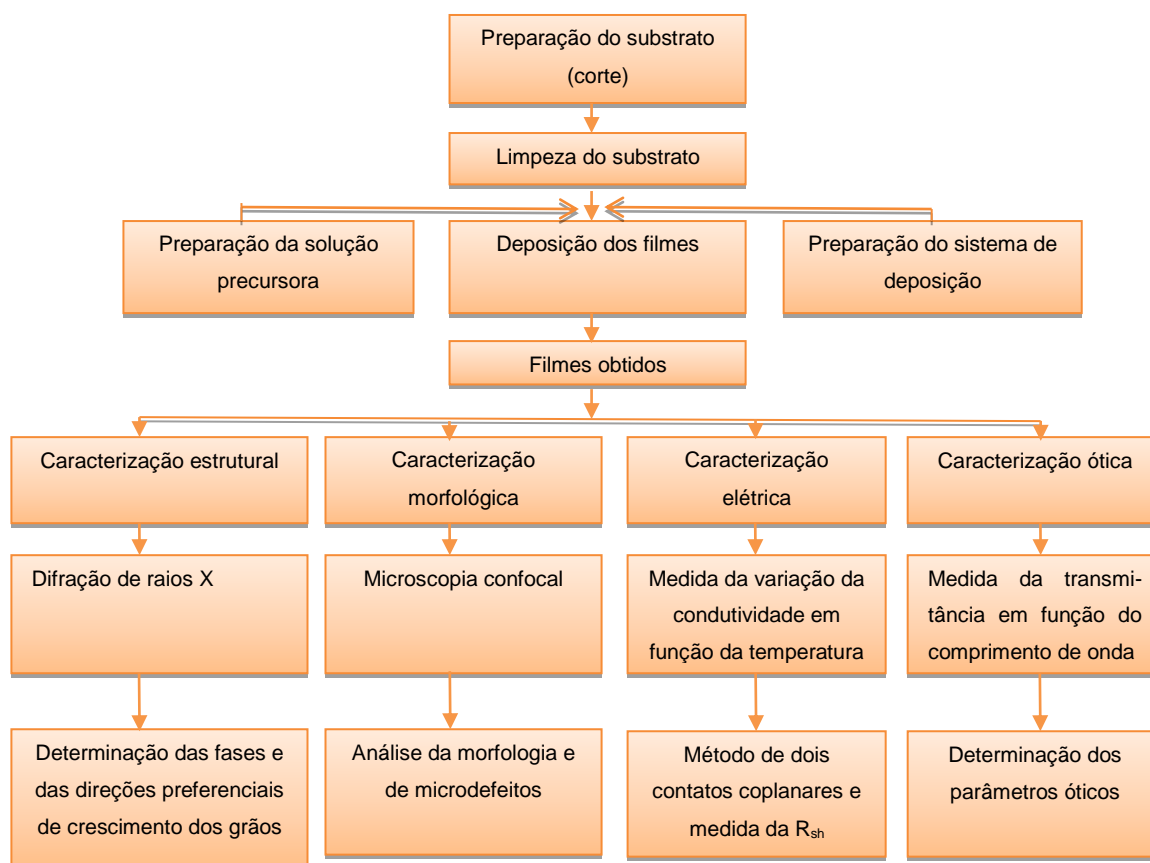 Preparação do substrato
(corte)
Limpeza do substrato
Preparação da solução
precursora
Deposição dos filmes
Preparação do sistema de
deposição
Filmes obtidos
Caracterização estrutural
Caracterização
morfológica
Caracterização
elétrica
Caracterização ótica
Difração de raios X
Microscopia confocal
Medida da variação da
condutividade em
função da temperatura
Medida da transmi-
tância em função do
comprimento de onda
Determinação das fases e
das direções preferenciais
de crescimento dos grãos
Análise da morfologia e
de microdefeitos
Método de dois
contatos coplanares e
medida da Rsh
Determinação dos
parâmetros óticos